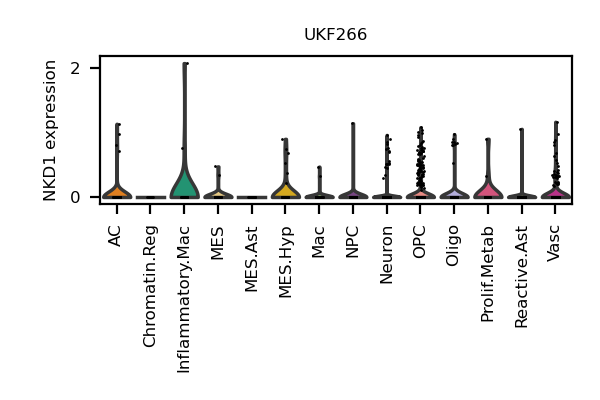 UKF266
NKD1 expression
2
0
AC
Chromatin.Reg
Inflammatory.Mac
MES
MES.Ast
MES.Hyp
Mac
NPC
Neuron
OPC
Oligo
Prolif.Metab
Reactive.Ast
Vasc